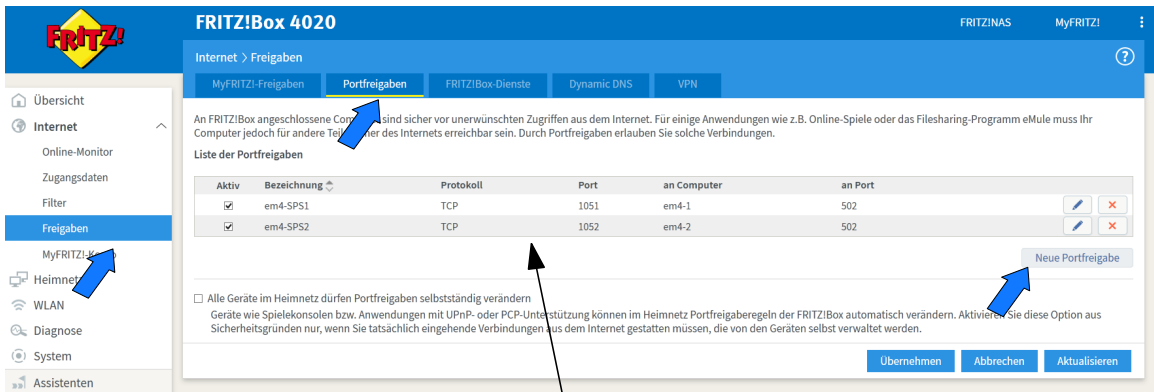 FRITZ!
FRITZ!Box 4020
FRITZ!NAS
MyFRITZ!
Internet > Freigaben
?
MyFRITZ!-Freigaben
Portfreigaben
FRITZ!Box-Dienste
Dynamic DNS
VPN
Übersicht
Internet
Online-Monitor
Zugangsdaten
Filter
Freigaben
WLAN
Diagnose
System
Assistenten
An FRITZ!Box angeschlossene sind sicher vor unerwünschten Zugriffen aus dem Internet. Für einige Anwendungen wie z.B. Online-Spiele oder das Filesharing-Programm eMule muss Ihr
Computer jedoch für andere des Internets erreichbar sein. Durch Portfreigaben erlauben Sie solche Verbindungen.
Liste der Portfreigaben
Aktiv Bezeichnung Protokoll Port an Computer an Port
em4-SPS1 TCP 1051 em4-1 502
em4-SPS2 TCP 1052 em4-2 502
Neue Portfreigabe
Alle Geräte im Heimnetz dürfen Portfreigaben selbstständig verändern
Geräte wie Spielekonsolen bzw. Anwendungen mit UPnP- oder PCP-Unterstützung können im Heimnetz Portfreigaberegeln der FRITZ!Box automatisch verändern. Aktivieren Sie diese Option aus
Sicherheitsgründen nur, wenn Sie tatsächlich eingehende Verbindungen aus dem Internet gestatten müssen, die von den Geräten selbst verwaltet werden.
Übernehmen
Abbrechen
Aktualisieren